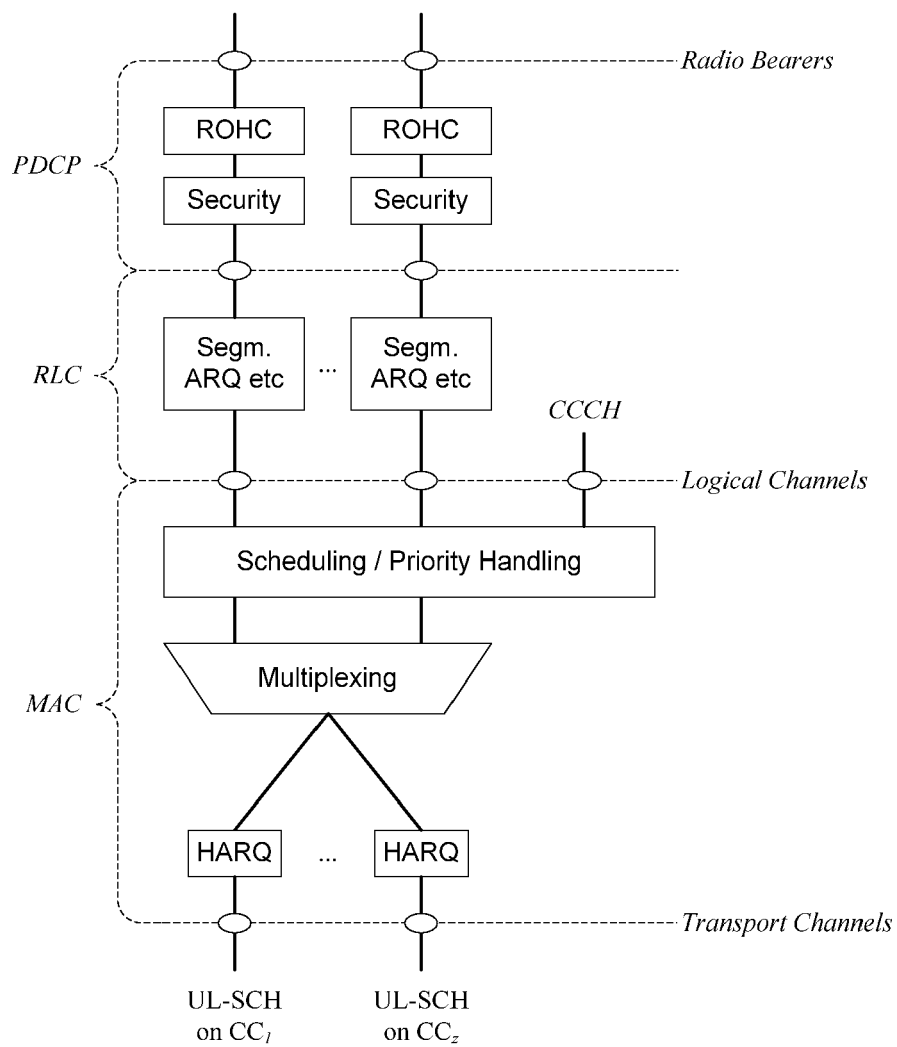 Radio Bearers
ROHC
ROHC
PDCP
Security
Security
Segm.
ARQ etc
...
Segm.
ARQ etc
RLC
CCCH
Logical Channels
Scheduling / Priority Handling
Multiplexing
MAC
HARQ
...
HARQ
Transport Channels
UL-SCH
on CC1
UL-SCH
on CCz